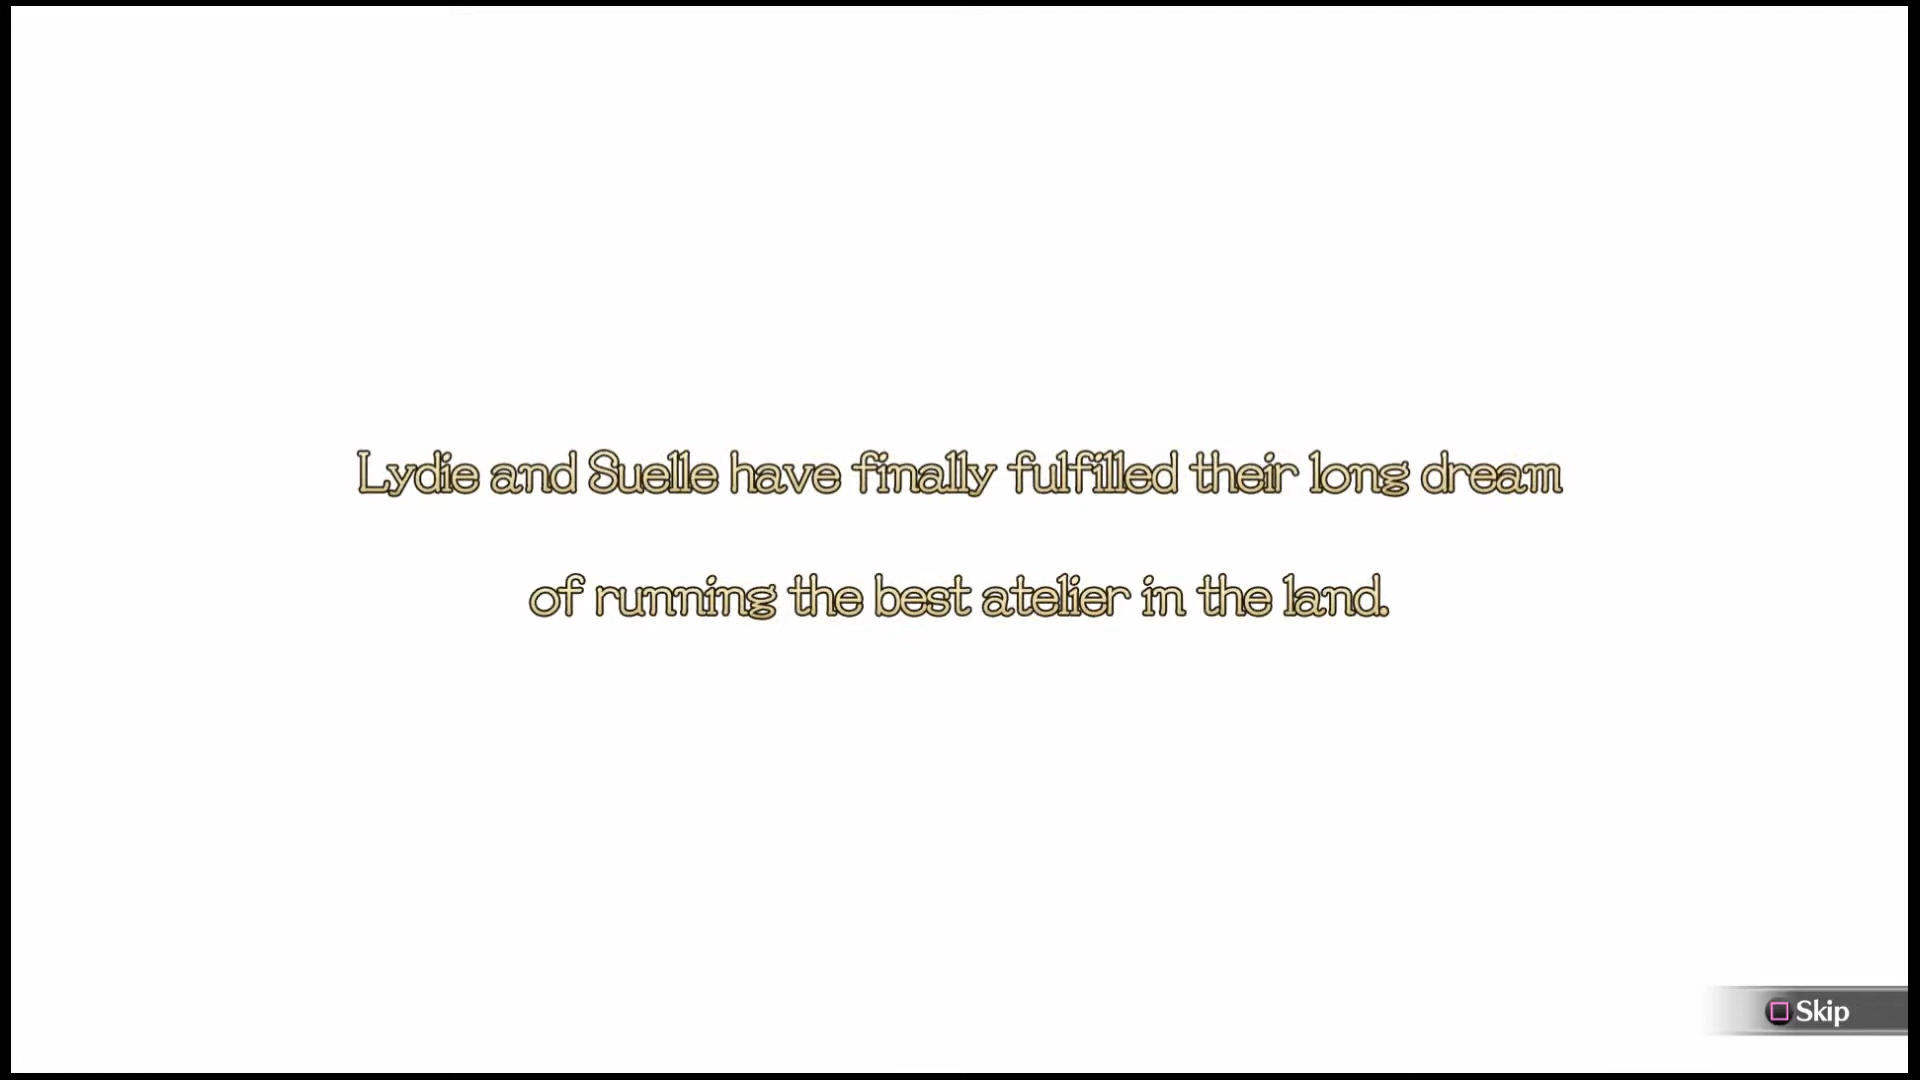 Lydie and Suelle have finally fulfilled their long dream
of running the best atelier in the land.
Skip